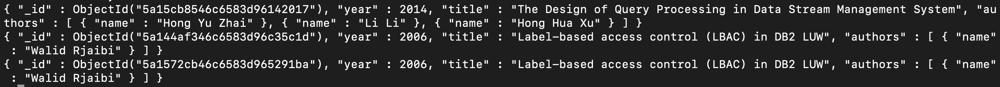 { "_id" : ObjectId("5a15cb8546c6583d96142017"), "year" : 2014, "title" : "The Design of Query Processing in Data Stream Management System", "au
thors" : [ { "name" : "Hong Yu Zhai" }, { "name" : "Li Li" }, { "name" : "Hong Hua Xu" } ] }
{ "_id" : ObjectId("5a144af346c6583d96c35c1d"), "year" : 2006, "title" : "Label-based access control (LBAC) in DB2 LUW", "authors" : [ { "name"
 : "Walid Rjaibi" } ] }
{ "_id" : ObjectId("5a1572cb46c6583d965291ba"), "year" : 2006, "title" : "Label-based access control (LBAC) in DB2 LUW", "authors" : [ { "name"
 : "Walid Rjaibi" } ] }